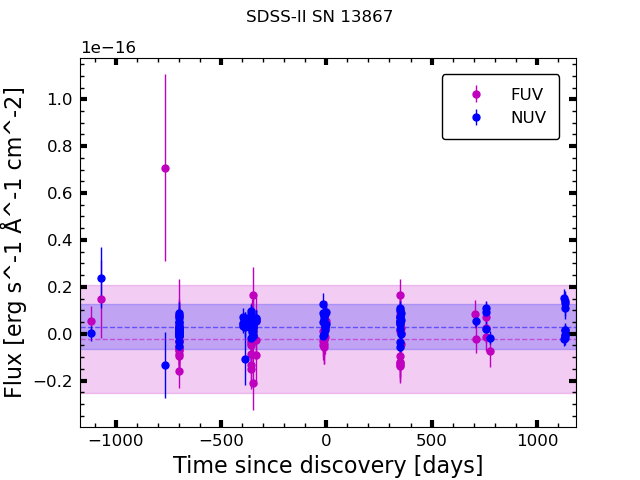 SDSS-II SN 13867
1e−16
FUV
NUV
1.0
0.8
0.6
0.4
0.2
0.0
−0.2
Flux [erg s^-1 Å^-1 cm^-2]
−1000 −500 0 500 1000
Time since discovery [days]